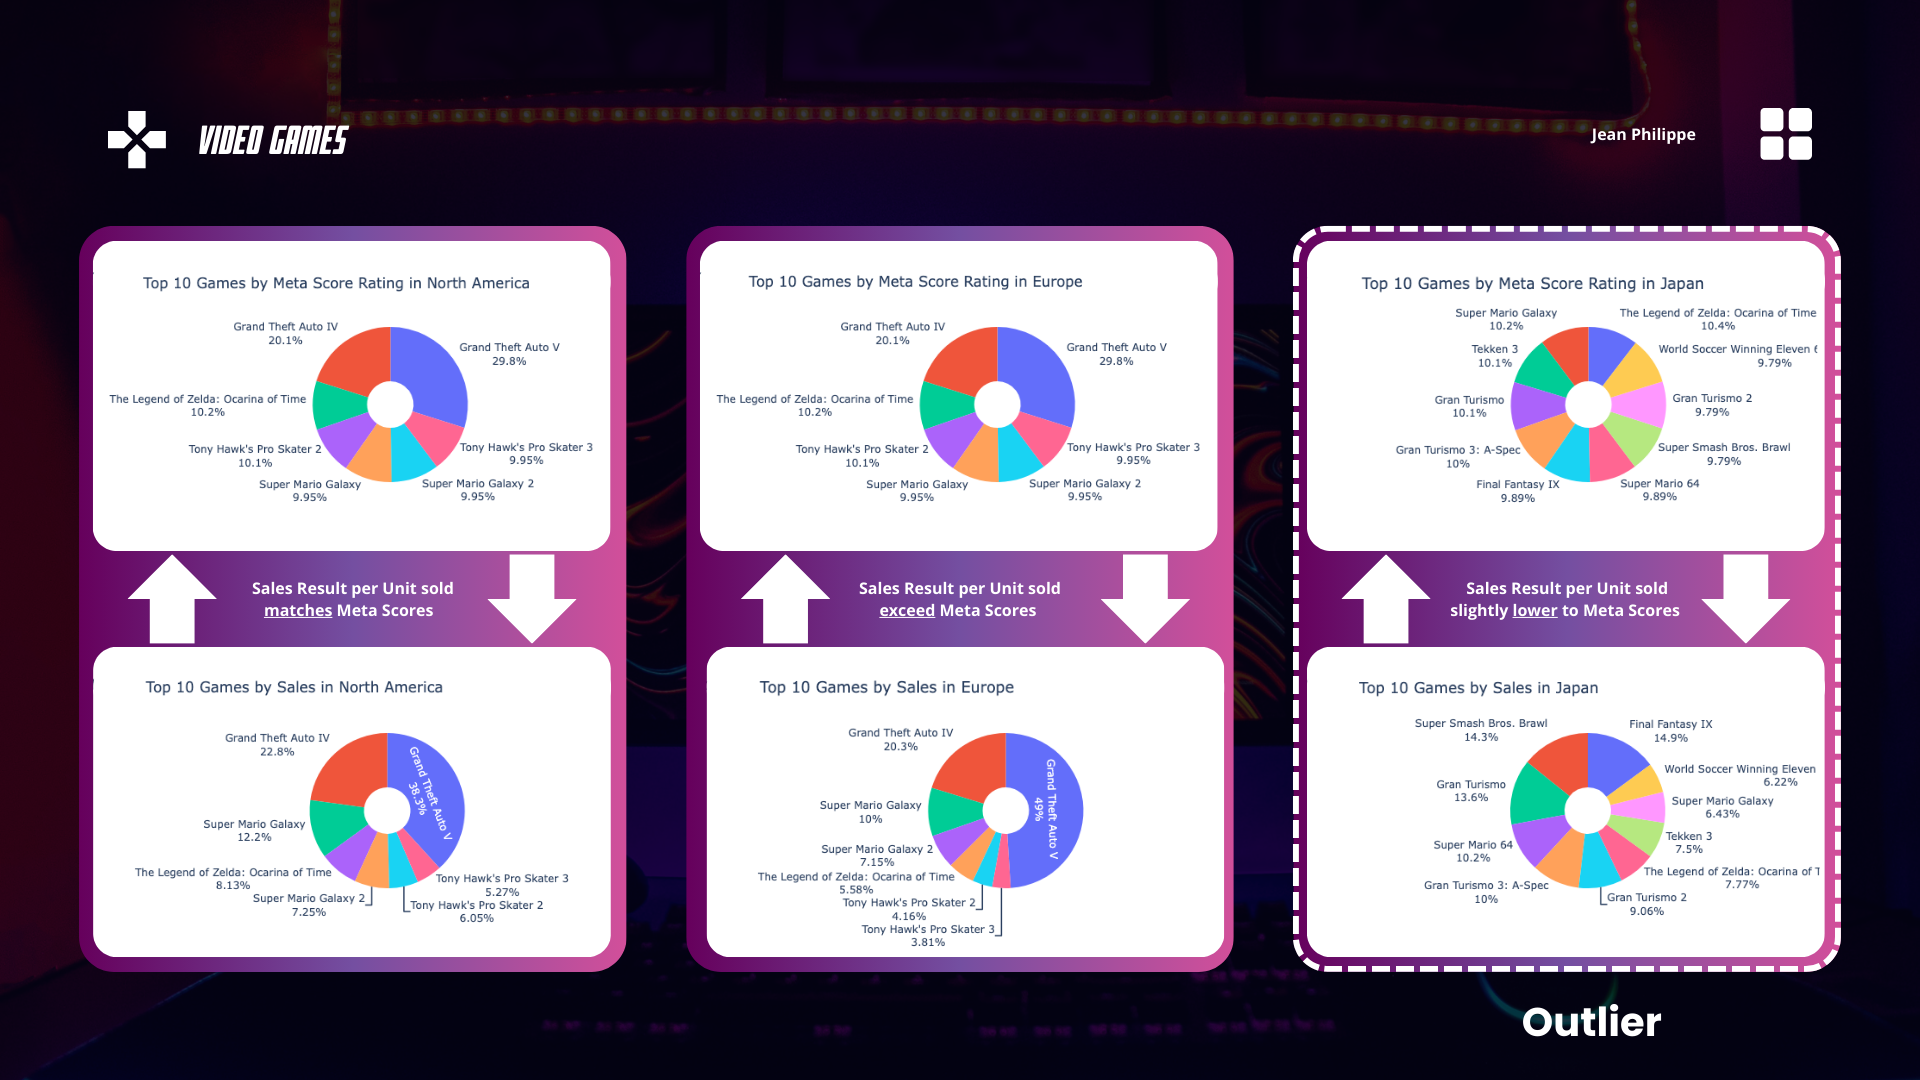 VIDEO GAMES
Jean Philippe
Top 10 Games by Meta Score Rating in North America
Grand Theft Auto IV
20.1%
Grand Theft Auto V
29.8%
The Legend of Zelda: Ocarina of Time
10.2%
Tony Hawk's Pro Skater 2
10.1%
Tony Hawk's Pro Skater 3
9.95%
Super Mario Galaxy
9.95%
Super Mario Galaxy 2
9.95%
Sales Result per Unit sold
matches Meta Scores
Top 10 Games by Sales in North America
Grand Theft Auto IV
22.8%
Grand Theft Auto V
38.3%
Super Mario Galaxy
12.2%
The Legend of Zelda: Ocarina of Time
8.13%
Super Mario Galaxy 2
7.25%
Tony Hawk's Pro Skater 3
5.27%
Tony Hawk's Pro Skater 2
6.05%
Top 10 Games by Meta Score Rating in Europe
Grand Theft Auto IV
20.1%
Grand Theft Auto V
29.8%
The Legend of Zelda: Ocarina of Time
10.2%
Tony Hawk's Pro Skater 2
10.1%
Tony Hawk's Pro Skater 3
9.95%
Super Mario Galaxy
9.95%
Super Mario Galaxy 2
9.95%
Sales Result per Unit sold
exceed Meta Scores
Top 10 Games by Sales in Europe
Grand Theft Auto IV
20.3%
Grand Theft Auto V
49%
Super Mario Galaxy
10%
Super Mario Galaxy 2
7.15%
The Legend of Zelda: Ocarina of Time
5.58%
Tony Hawk's Pro Skater 2
4.16%
Tony Hawk's Pro Skater 3
3.81%
Top 10 Games by Meta Score Rating in Japan
Super Mario Galaxy
10.2%
The Legend of Zelda: Ocarina of Time
10.4%
Tekken 3
10.1%
World Soccer Winning Eleven 6
9.79%
Gran Turismo
10.1%
Gran Turismo 2
9.79%
Gran Turismo 3: A-Spec
10%
Super Smash Bros. Brawl
9.79%
Final Fantasy IX
9.89%
Super Mario 64
9.89%
Sales Result per Unit sold
slightly lower to Meta Scores
Top 10 Games by Sales in Japan
Super Smash Bros. Brawl
14.3%
Final Fantasy IX
14.9%
World Soccer Winning Eleven
6.22%
Gran Turismo
13.6%
Super Mario Galaxy
6.43%
Tekken 3
7.5%
Super Mario 64
10.2%
The Legend of Zelda: Ocarina of T
7.77%
Gran Turismo 3: A-Spec
10%
Gran Turismo 2
9.06%
Outlier